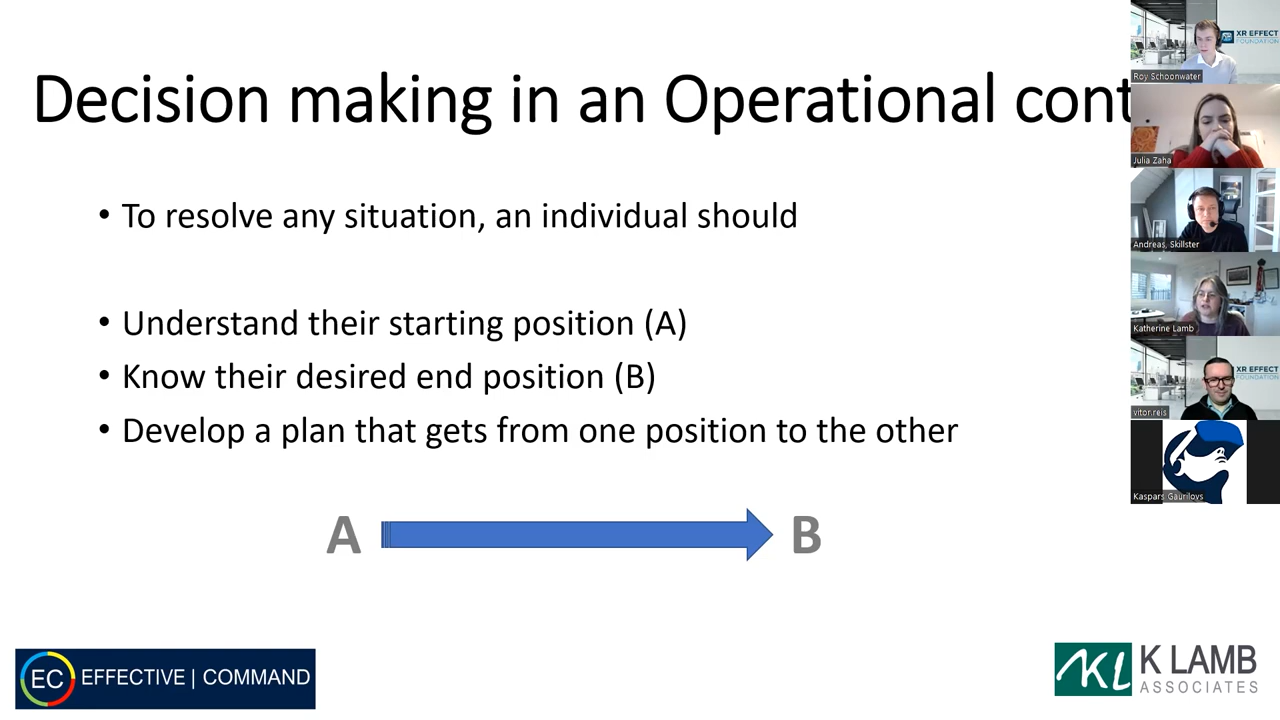 Decision making in an Operational cont
• To resolve any situation, an individual should
• Understand their starting position (A)
• Know their desired end position (B)
• Develop a plan that gets from one position to the other
A
B
EC EFFECTIVE | COMMAND
KL K LAMB
ASSOCIATES
XR EFFECT
FOUNDATION
Roy Schoonwater
Julia Zaha
Andreas, Skillster
Katherine Lamb
XR EFFECT
FOUNDATION
vitor.reis
Kaspars Gaurilovs